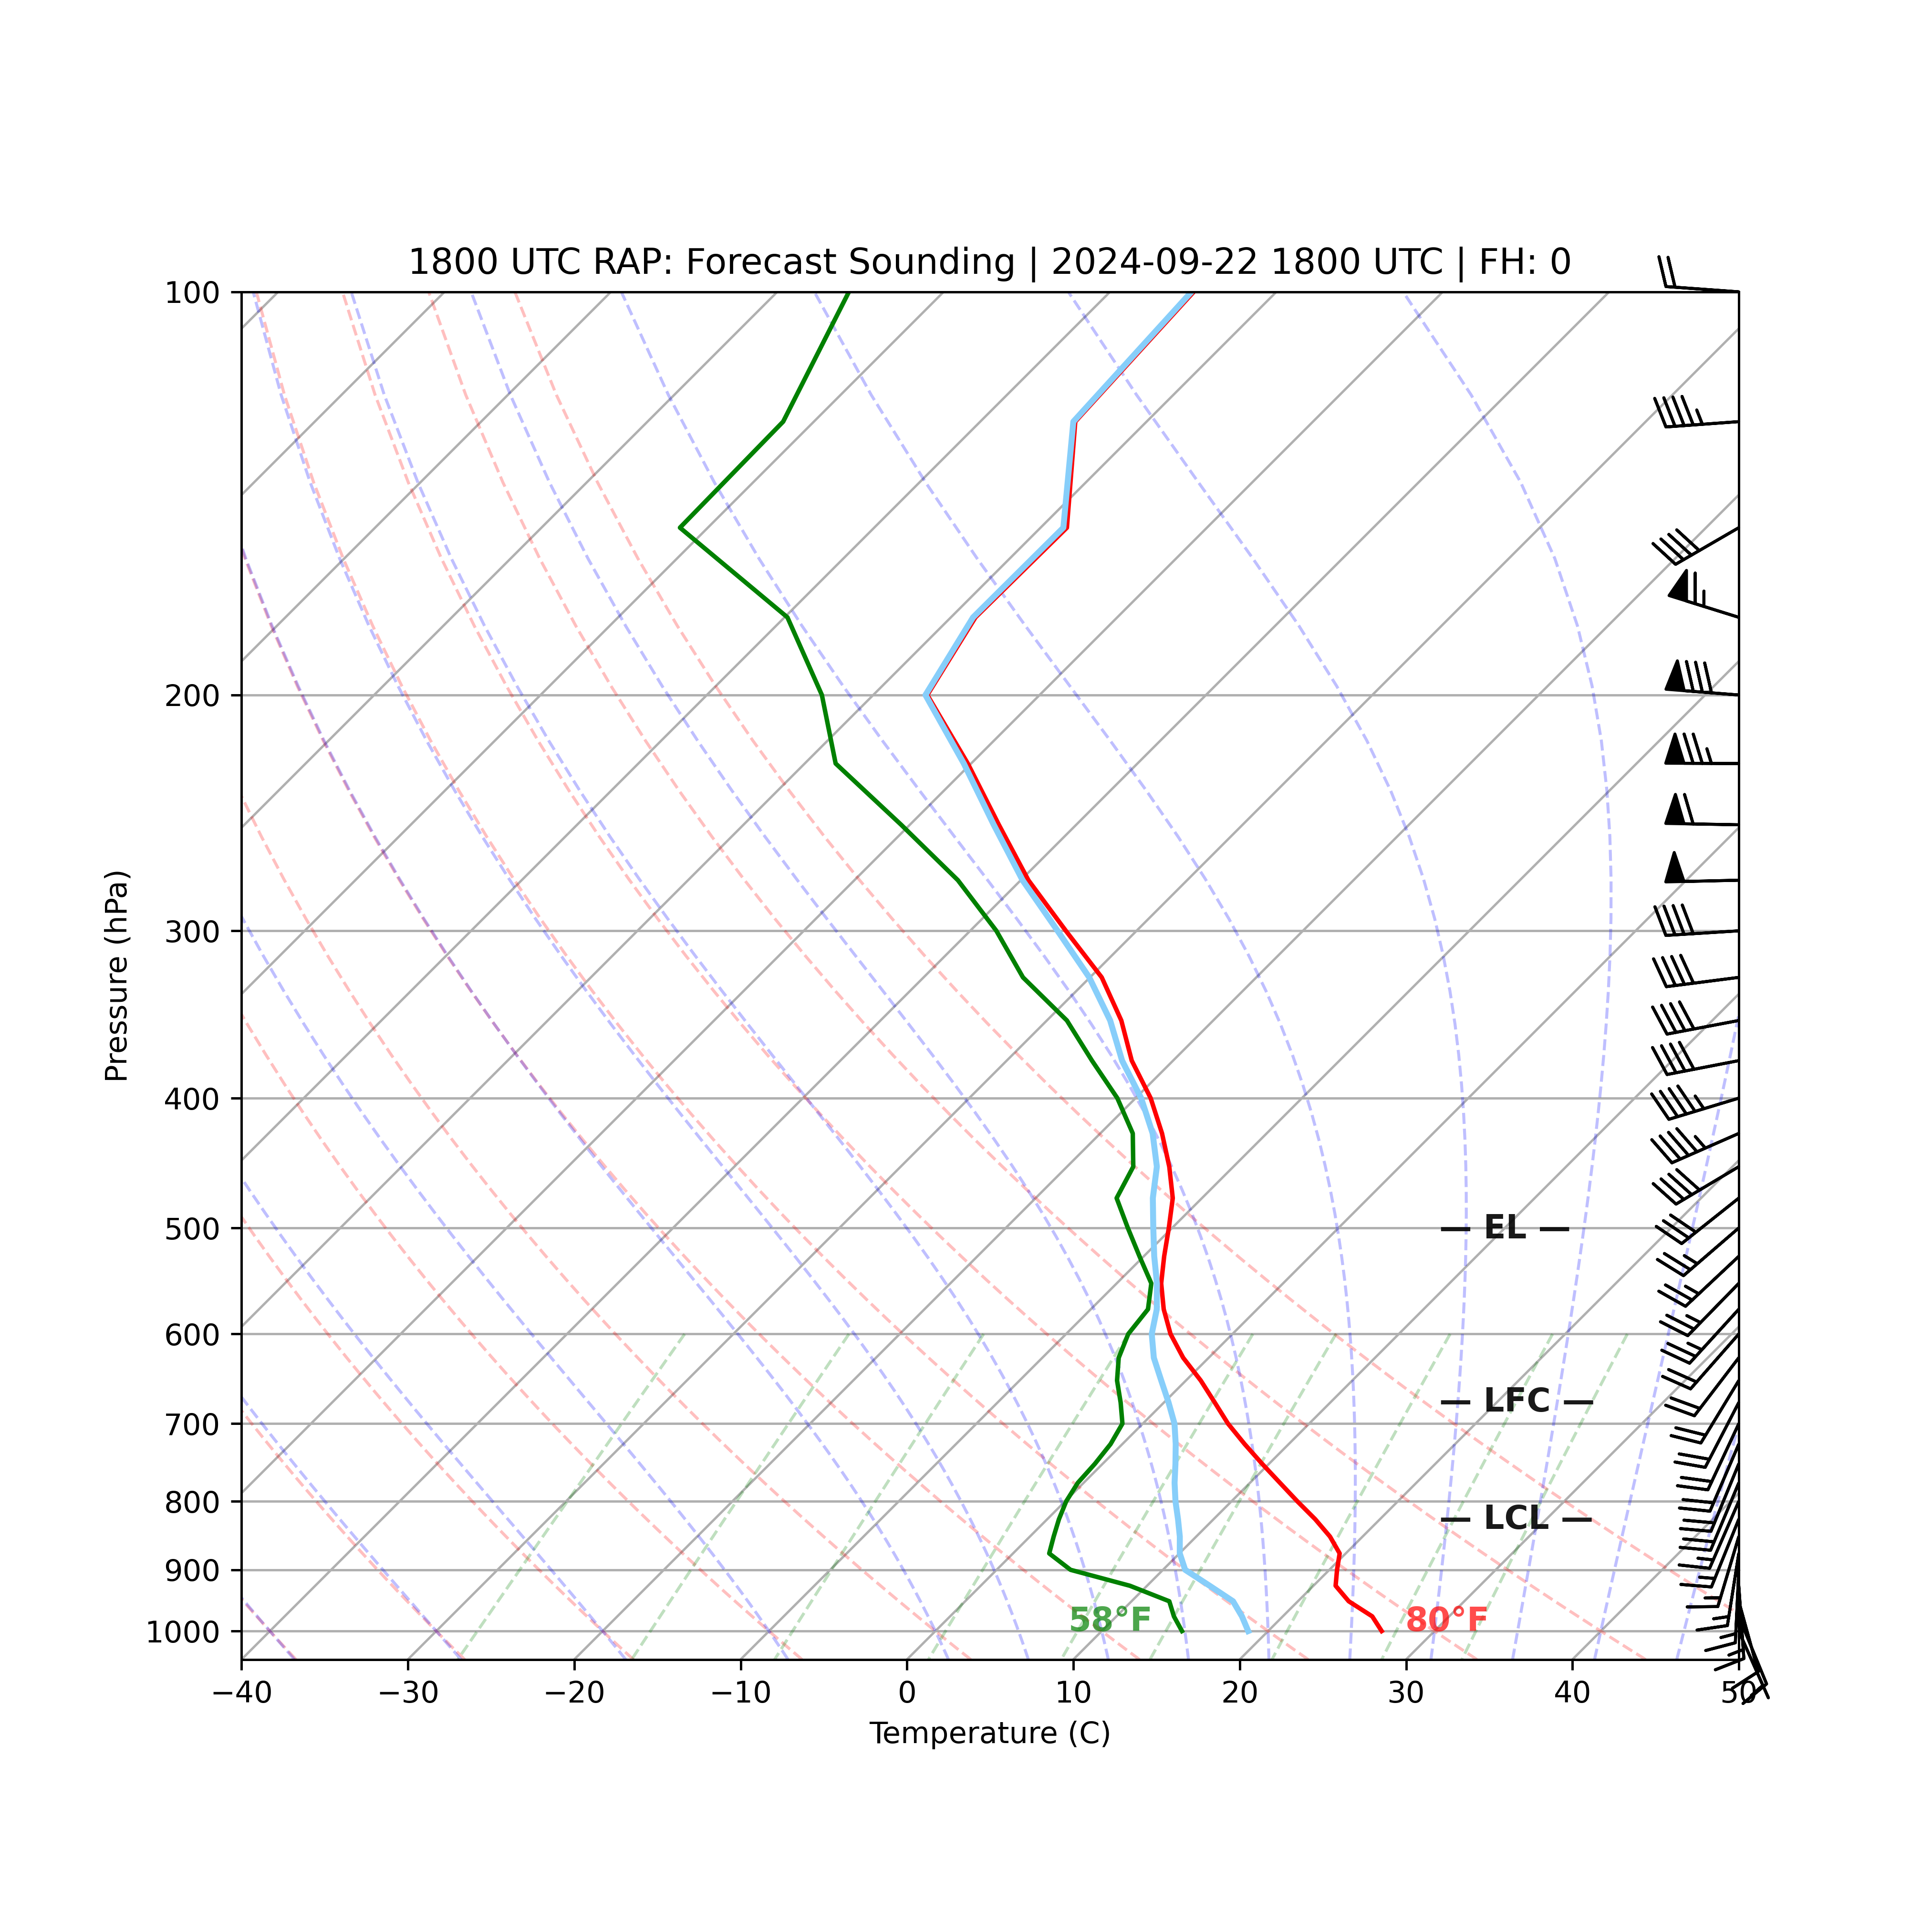 1800 UTC RAP: Forecast Sounding | 2024-09-22 1800 UTC | FH: 0
Pressure (hPa)
100
200
300
400
500
600
700
800
900
1000
— EL —
— LFC —
— LCL —
58°F
80°F
−40 −30 −20 −10 0 10 20 30 40 50
Temperature (C)